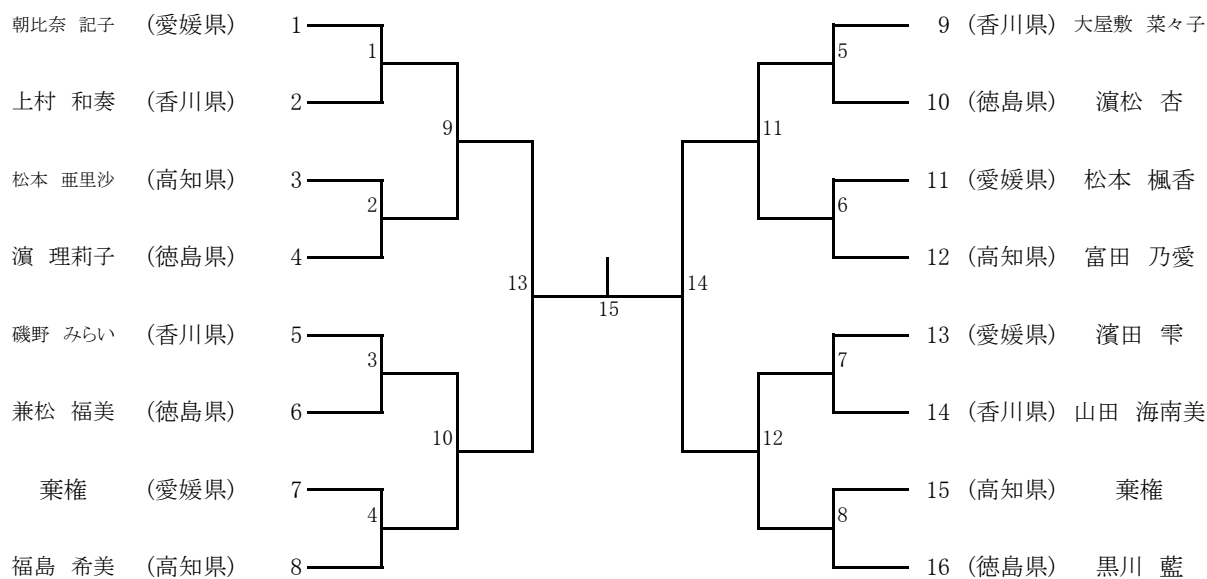 朝比奈 記子 (愛媛県) 1
9 (香川県) 大屋敷 菜々子
1
5
上村 和奏 (香川県) 2
10 (徳島県) 濵松 杏
9
11
松本 亜里沙 (高知県) 3
11 (愛媛県) 松本 楓香
2
6
濵 理莉子 (徳島県) 4
12 (高知県) 富田 乃愛
13
14
15
磯野 みらい (香川県) 5
13 (愛媛県) 濱田 雫
3
7
兼松 福美 (徳島県) 6
14 (香川県) 山田 海南美
10
12
棄権 (愛媛県) 7
15 (高知県) 棄権
4
8
福島 希美 (高知県) 8
16 (徳島県) 黒川 藍